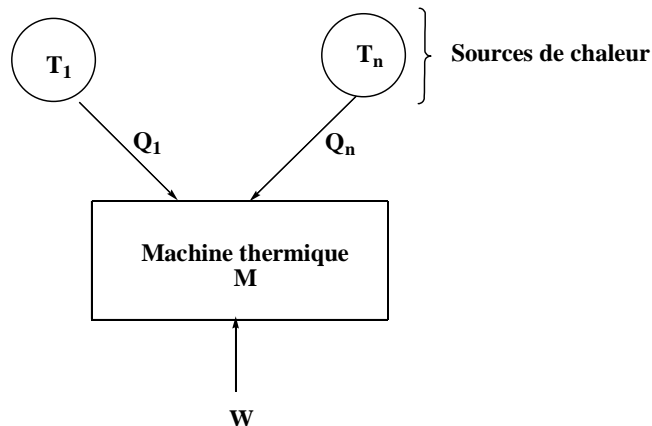 T1
Tn
Sources de chaleur
Q1
Qn
Machine thermique
M
W